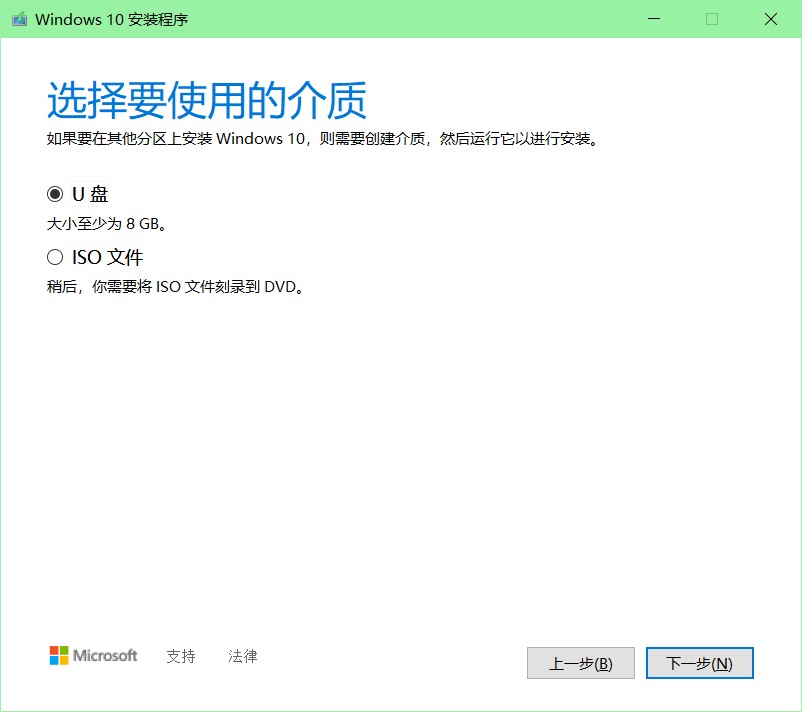 Windows 10 安装程序
选择要使用的介质
如果要在其他分区上安装 Windows 10，则需要创建介质，然后运行它以进行安装。
U 盘
大小至少为 8 GB。
ISO 文件
稍后，你需要将 ISO 文件刻录到 DVD。
Microsoft 支持 法律 上一步(B) 下一步(N)